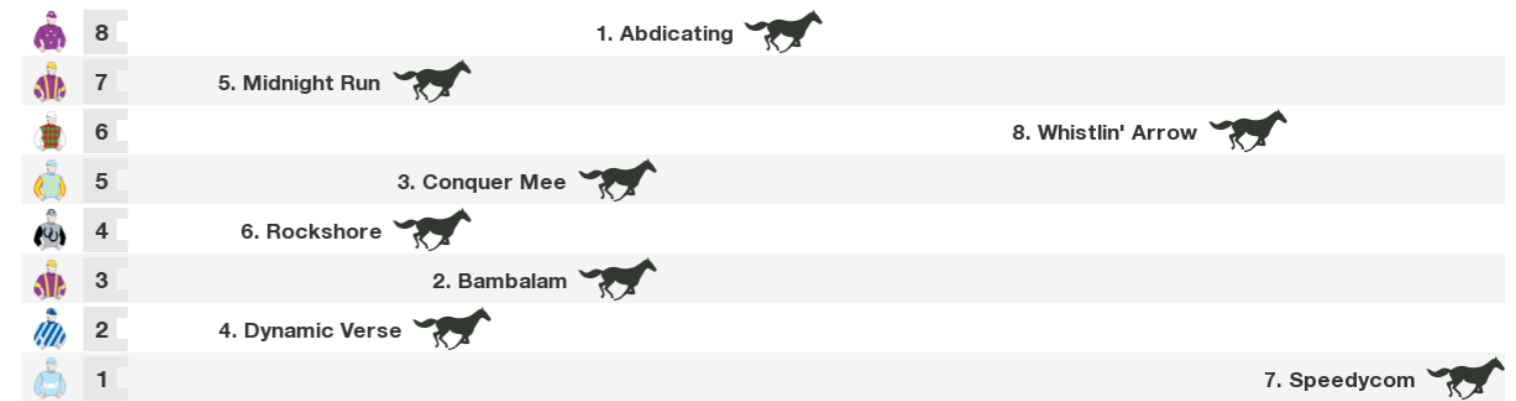 8 1. Abdicating
7 5. Midnight Run
6 8. Whistlin' Arrow
5 3. Conquer Mee
4 6. Rockshore
3 2. Bambalam
2 4. Dynamic Verse
1 7. Speedycom